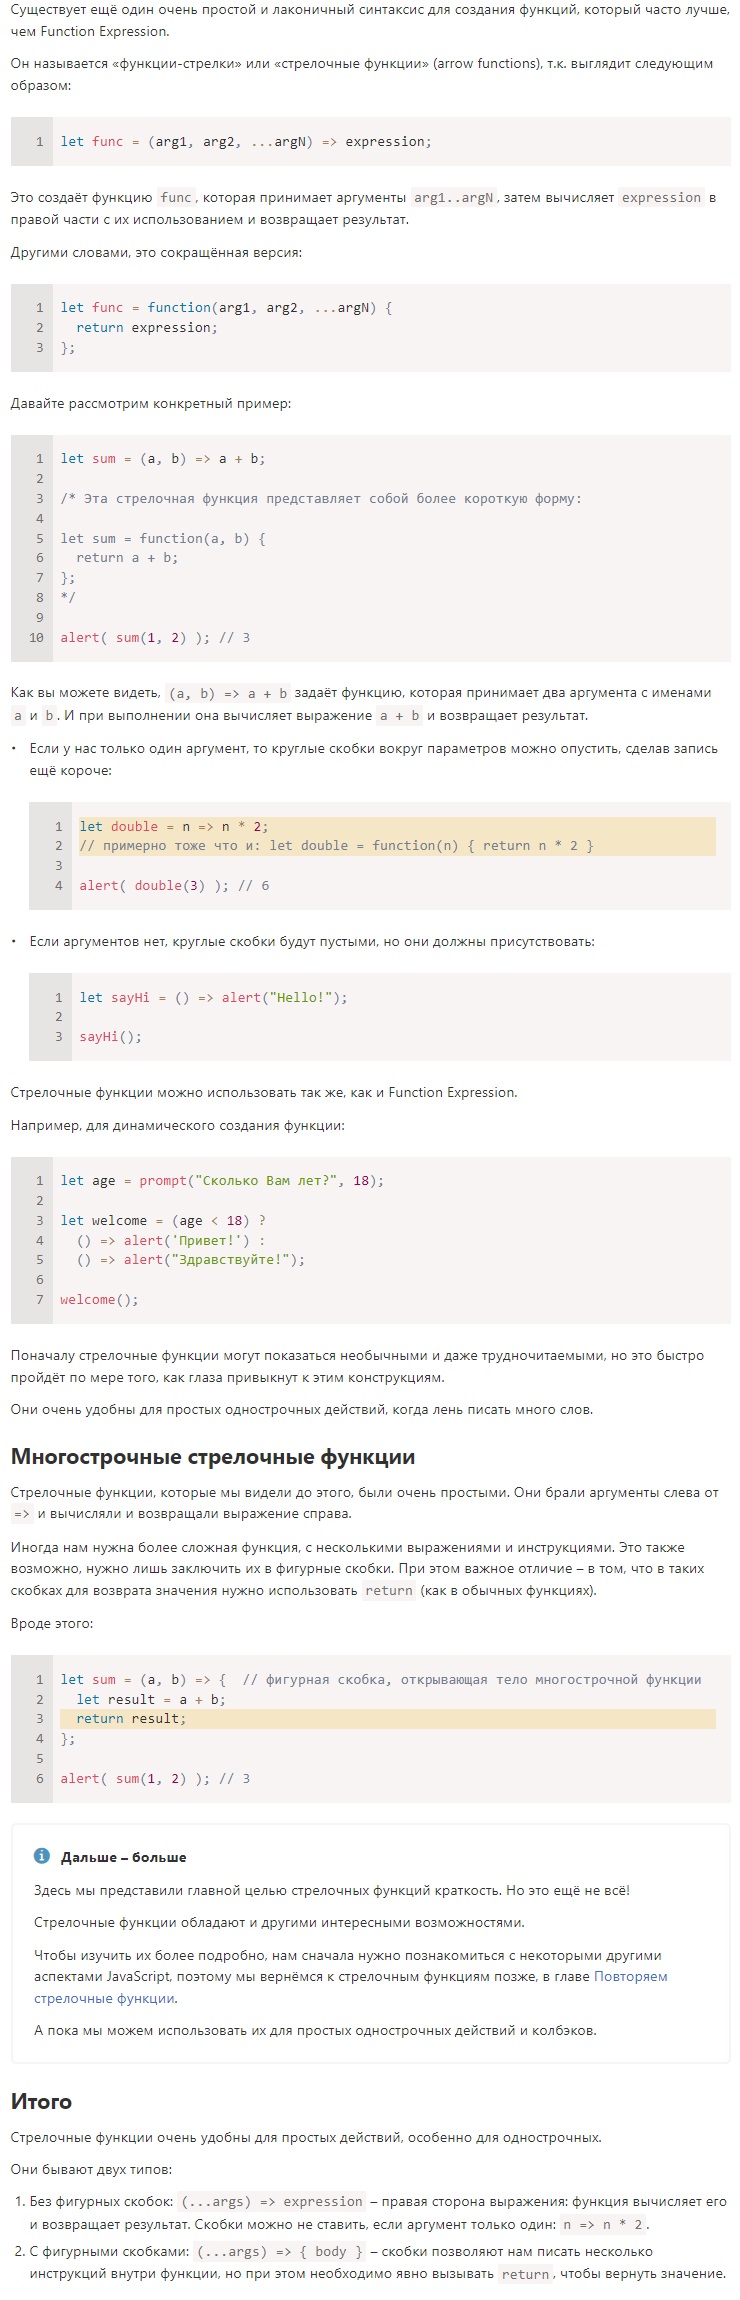 Существует ещё один очень простой и лаконичный синтаксис для создания функций, который часто лучше,
чем Function Expression.
Он называется «функции-стрелки» или «стрелочные функции» (arrow functions), т.к. выглядит следующим
образом:
1 let func = (arg1, arg2, ...argN) => expression;
Это создаёт функцию func, которая принимает аргументы arg1..argN, затем вычисляет expression в
правой части с их использованием и возвращает результат.
Другими словами, это сокращённая версия:
1 let func = function(arg1, arg2, ...argN) {
2   return expression;
3 };
Давайте рассмотрим конкретный пример:
1 let sum = (a, b) => a + b;
2
3 /* Эта стрелочная функция представляет собой более короткую форму:
4
5 let sum = function(a, b) {
6   return a + b;
7 };
8 */
9
10 alert( sum(1, 2) ); // 3
Как вы можете видеть, (a, b) => a + b задаёт функцию, которая принимает два аргумента с именами
a и b. И при выполнении она вычисляет выражение a + b и возвращает результат.
• Если у нас только один аргумент, то круглые скобки вокруг параметров можно опустить, сделав запись
ещё короче:
1 let double = n => n * 2;
2 // примерно тоже что и: let double = function(n) { return n * 2 }
3
4 alert( double(3) ); // 6
• Если аргументов нет, круглые скобки будут пустыми, но они должны присутствовать:
1 let sayHi = () => alert("Hello!");
2
3 sayHi();
Стрелочные функции можно использовать так же, как и Function Expression.
Например, для динамического создания функции:
1 let age = prompt("Сколько Вам лет?", 18);
2
3 let welcome = (age < 18) ?
4   () => alert('Привет!') :
5   () => alert("Здравствуйте!");
6
7 welcome();
Поначалу стрелочные функции могут показаться необычными и даже трудночитаемыми, но это быстро
пройдёт по мере того, как глаза привыкнут к этим конструкциям.
Они очень удобны для простых однострочных действий, когда лень писать много слов.
Многострочные стрелочные функции
Стрелочные функции, которые мы видели до этого, были очень простыми. Они брали аргументы слева от
=> и вычисляли и возвращали выражение справа.
Иногда нам нужна более сложная функция, с несколькими выражениями и инструкциями. Это также
возможно, нужно лишь заключить их в фигурные скобки. При этом важное отличие – в том, что в таких
скобках для возврата значения нужно использовать return (как в обычных функциях).
Вроде этого:
1 let sum = (a, b) => {  // фигурная скобка, открывающая тело многострочной функции
2   let result = a + b;
3   return result;
4 };
5
6 alert( sum(1, 2) ); // 3
Дальше – больше
Здесь мы представили главной целью стрелочных функций краткость. Но это ещё не всё!
Стрелочные функции обладают и другими интересными возможностями.
Чтобы изучить их более подробно, нам сначала нужно познакомиться с некоторыми другими
аспектами JavaScript, поэтому мы вернёмся к стрелочным функциям позже, в главе Повторяем
стрелочные функции.
А пока мы можем использовать их для простых однострочных действий и колбэков.
Итого
Стрелочные функции очень удобны для простых действий, особенно для однострочных.
Они бывают двух типов:
1. Без фигурных скобок: (...args) => expression – правая сторона выражения: функция вычисляет его
и возвращает результат. Скобки можно не ставить, если аргумент только один: n => n * 2.
2. С фигурными скобками: (...args) => { body } – скобки позволяют нам писать несколько
инструкций внутри функции, но при этом необходимо явно вызывать return, чтобы вернуть значение.